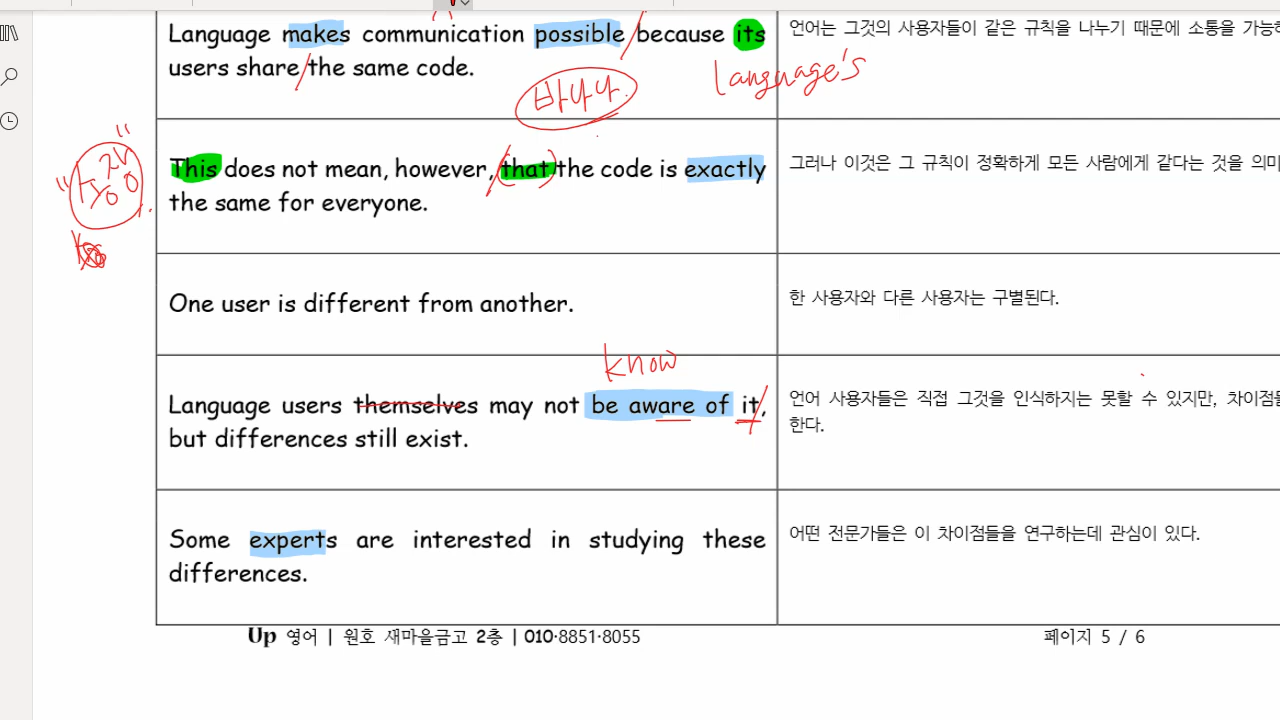 Language makes communication possible because its
users share the same code.
언어는 그것의 사용자들이 같은 규칙을 나누기 때문에 소통을 가능하
language's
바나나
This does not mean, however, that the code is exactly
the same for everyone.
그러나 이것은 그 규칙이 정확하게 모든 사람에게 같다는 것을 의미
One user is different from another.
한 사용자와 다른 사용자는 구별된다.
know
Language users themselves may not be aware of it,
but differences still exist.
언어 사용자들은 직접 그것을 인식하지는 못할 수 있지만, 차이점들
한다.
Some experts are interested in studying these
differences.
어떤 전문가들은 이 차이점들을 연구하는데 관심이 있다.
Up 영어 | 원호 새마을금고 2층 | 010-8851-8055
페이지 5 / 6